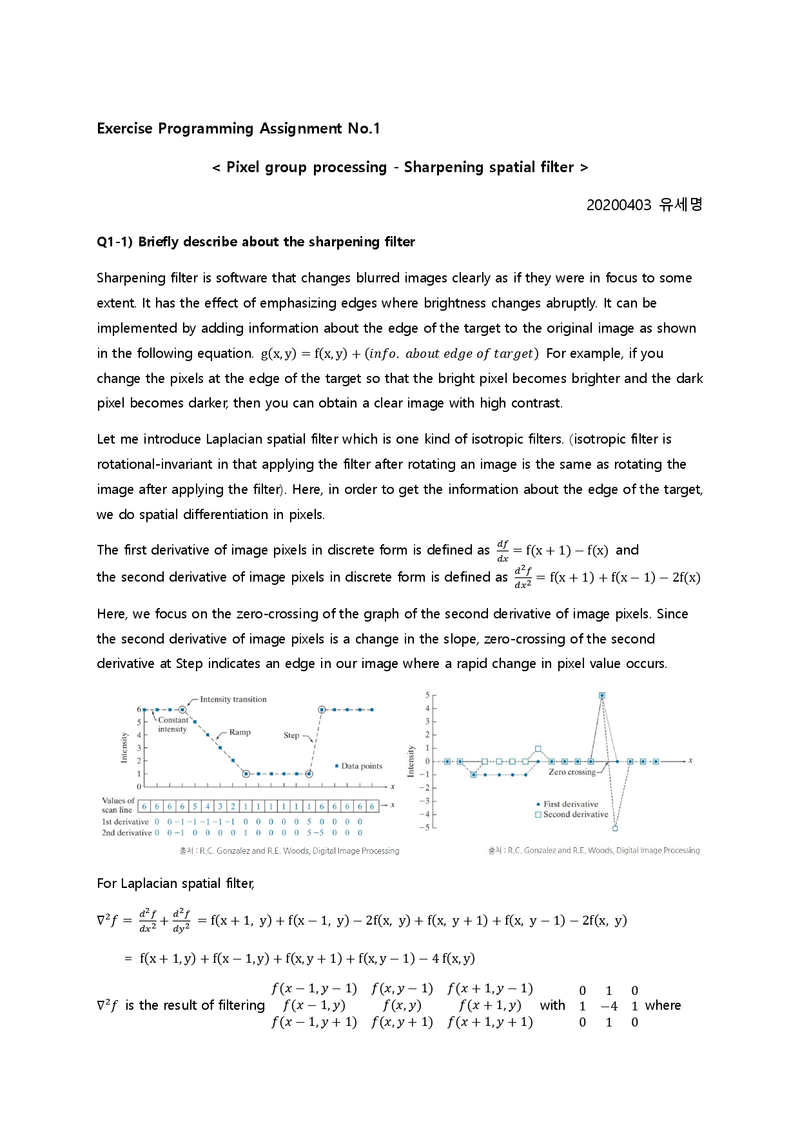 Exercise Programming Assignment No.1
< Pixel group processing - Sharpening spatial filter >
20200403 유세명
Q1-1) Briefly describe about the sharpening filter
Sharpening filter is software that changes blurred images clearly as if they were in focus to some
extent. It has the effect of emphasizing edges where brightness changes abruptly. It can be
implemented by adding information about the edge of the target to the original image as shown
in the following equation. g(x, y) = f(x, y) + (info. about edge of target) For example, if you
change the pixels at the edge of the target so that the bright pixel becomes brighter and the dark
pixel becomes darker, then you can obtain a clear image with high contrast.
Let me introduce Laplacian spatial filter which is one kind of isotropic filters. (isotropic filter is
rotational-invariant in that applying the filter after rotating an image is the same as rotating the
image after applying the filter). Here, in order to get the information about the edge of the target,
we do spatial differentiation in pixels.
The first derivative of image pixels in discrete form is defined as df/dx = f(x + 1) − f(x) and
the second derivative of image pixels in discrete form is defined as d²f/dx² = f(x + 1) + f(x − 1) − 2f(x)
Here, we focus on the zero-crossing of the graph of the second derivative of image pixels. Since
the second derivative of image pixels is a change in the slope, zero-crossing of the second
derivative at Step indicates an edge in our image where a rapid change in pixel value occurs.
Intensity transition
6
5
4
3
2
1
0
Intensity
Constant
intensity
Ramp
Step
Data points
x
Values of
scan line
6 6 6 6 5 4 3 2 1 1 1 1 1 1 6 6 6 6 6
x
1st derivative 0 0 −1 −1 −1 −1 −1 0 0 0 0 0 5 0 0 0 0
2nd derivative 0 0 −1 0 0 0 0 1 0 0 0 0 5 −5 0 0 0
출처 : R.C. Gonzalez and R.E. Woods, Digital Image Processing
5
4
3
2
1
0
−1
−2
−3
−4
−5
Intensity
x
Zero crossing
First derivative
Second derivative
출처 : R.C. Gonzalez and R.E. Woods, Digital Image Processing
For Laplacian spatial filter,
∇²f = d²f/dx² + d²f/dy² = f(x + 1, y) + f(x − 1, y) − 2f(x, y) + f(x, y + 1) + f(x, y − 1) − 2f(x, y)
= f(x + 1, y) + f(x − 1, y) + f(x, y + 1) + f(x, y − 1) − 4 f(x, y)
f(x − 1, y − 1) f(x, y − 1) f(x + 1, y − 1) 0 1 0
∇²f is the result of filtering f(x − 1, y) f(x, y) f(x + 1, y) with 1 −4 1 where
f(x − 1, y + 1) f(x, y + 1) f(x + 1, y + 1) 0 1 0